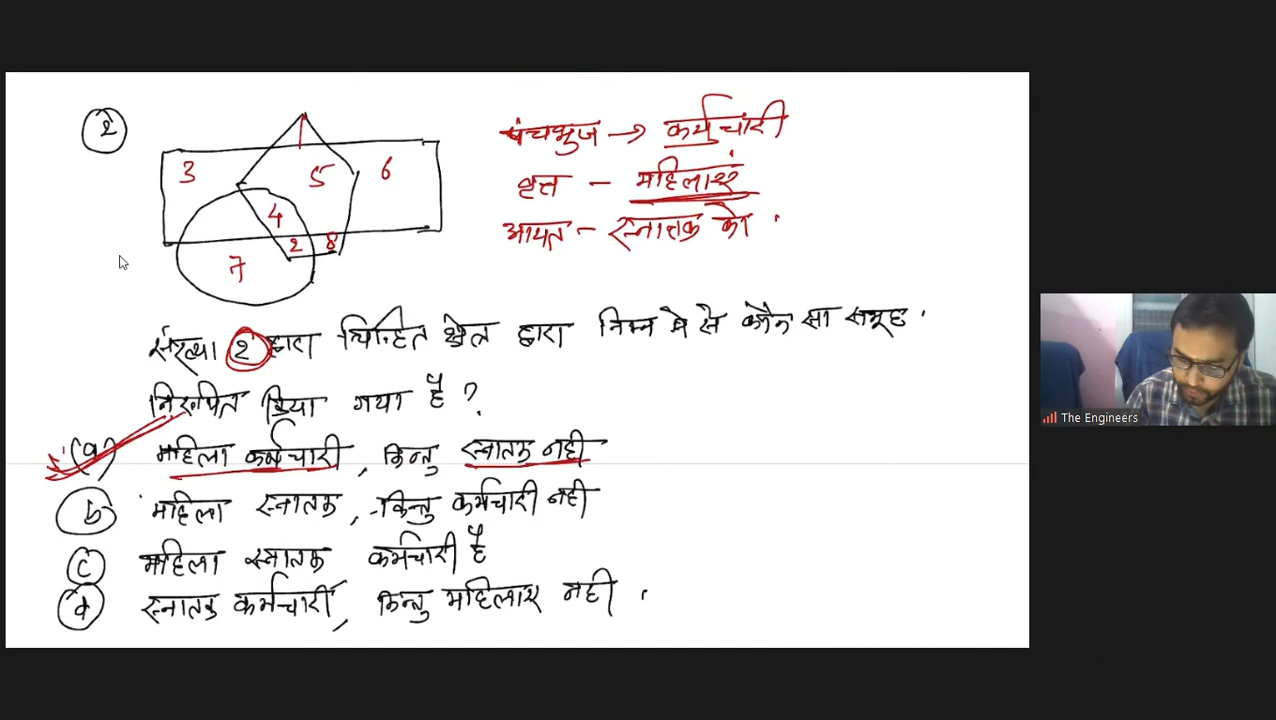 2
1
3
5
6
4
2
8
7
पंचभुज → कर्मचारी
वृत्त – महिलाएं
आयत – स्नातक को
संख्या 2 द्वारा चिन्हित क्षेत्र द्वारा निम्न मे से कौन सा समूह
निरूपित किया गया है ?
(a) महिला कर्मचारी, किन्तु स्नातक नही
(b) महिला स्नातक, किन्तु कर्मचारी नही
(c) महिला स्नातक कर्मचारी है
(d) स्नातक कर्मचारी, किन्तु महिलाए नही .
The Engineers